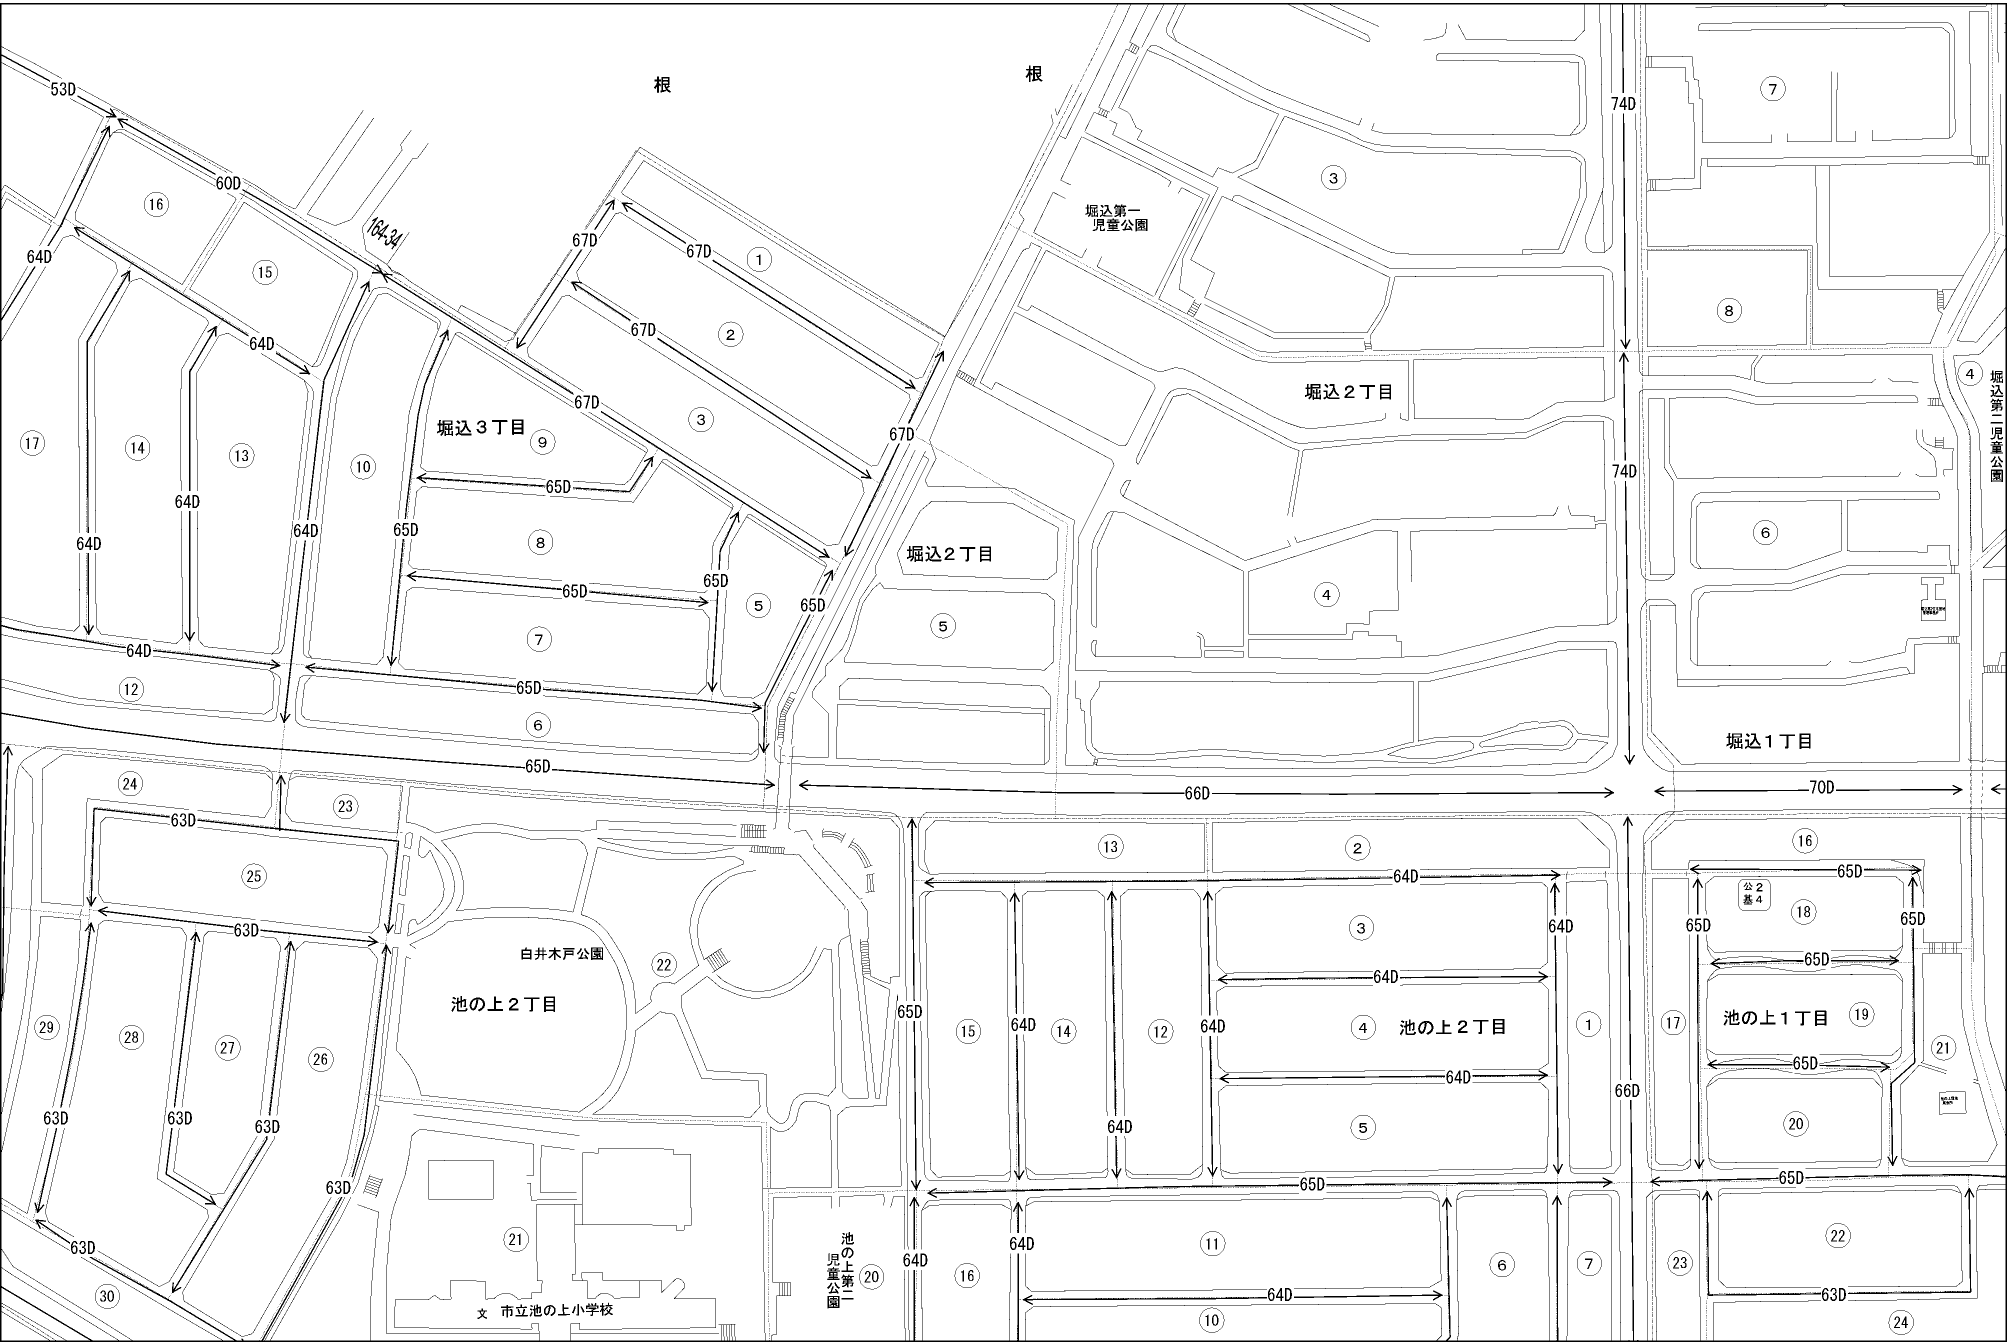 53D
根
根
74D
⑦
60D
⑯
164-34
⑮
67D
67D
①
堀込第一
児童公園
③
64D
67D
②
64D
⑧
67D
堀込3丁目
⑨
③
67D
堀込2丁目
④
堀込第二児童公園
⑰
⑭
⑬
⑩
65D
74D
64D
64D
64D
65D
⑧
65D
65D
65D
⑤
堀込2丁目
⑤
④
⑥
64D
⑦
65D
⑫
⑥
堀込1丁目
65D
66D
70D
㉔
㉓
63D
㉕
63D
⑬
②
64D
⑯
65D
公2
基4
⑱
65D
65D
③
64D
65D
64D
白井木戸公園
㉒
池の上2丁目
65D
⑮
64D
⑭
⑫
64D
④
池の上2丁目
①
⑰
池の上1丁目
⑲
㉑
㉙
㉘
㉗
㉖
64D
65D
66D
63D
63D
63D
64D
⑤
⑳
63D
65D
65D
63D
㉑
池の上第二
児童公園
⑳
64D
⑯
64D
⑪
⑥
⑦
㉓
㉒
㉚
文 市立池の上小学校
64D
⑩
63D
㉔